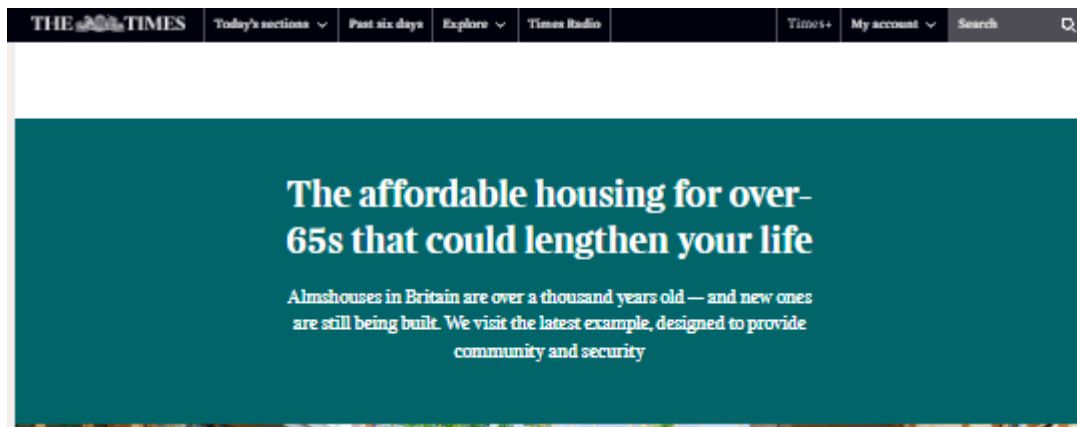 THE TIMES Today's sections Past six days Explore Times Radio Times+ My account Search
The affordable housing for over-
65s that could lengthen your life
Almshouses in Britain are over a thousand years old — and new ones
are still being built. We visit the latest example, designed to provide
community and security